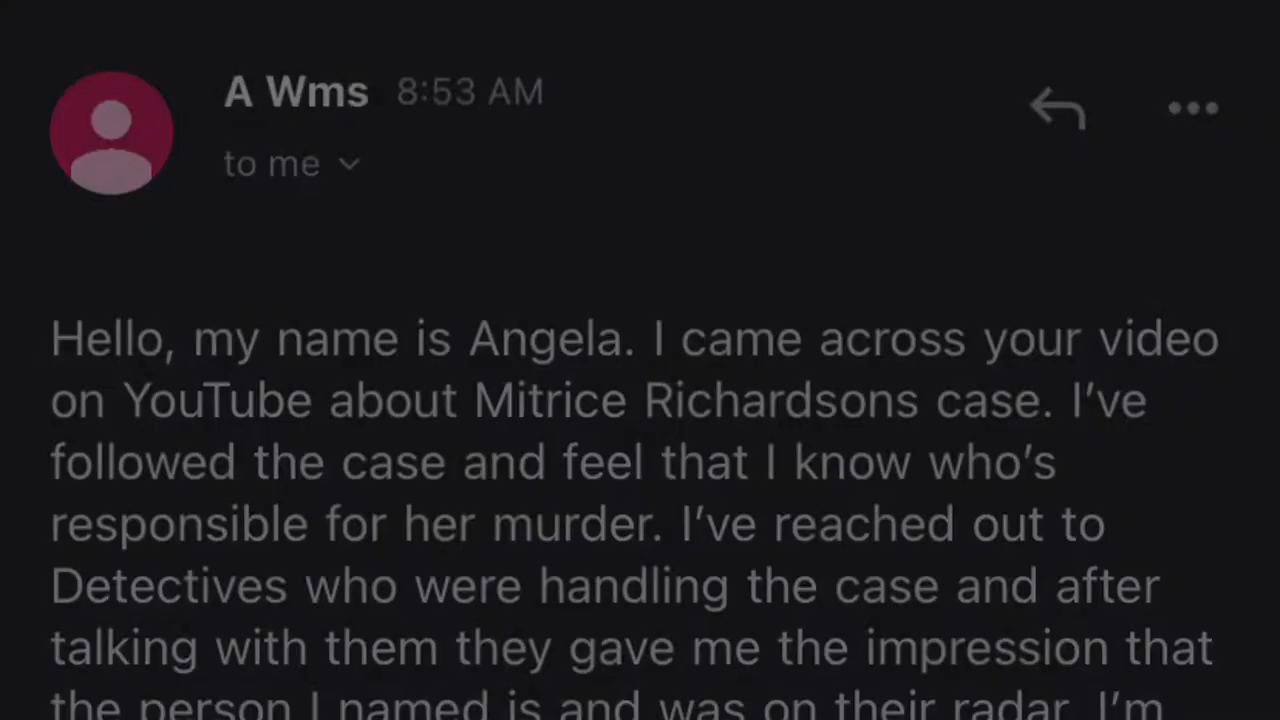 A Wms 8:53 AM
to me
Hello, my name is Angela. I came across your video
on YouTube about Mitrice Richardsons case. I’ve
followed the case and feel that I know who’s
responsible for her murder. I’ve reached out to
Detectives who were handling the case and after
talking with them they gave me the impression that
the person I named is and was on their radar. I’m